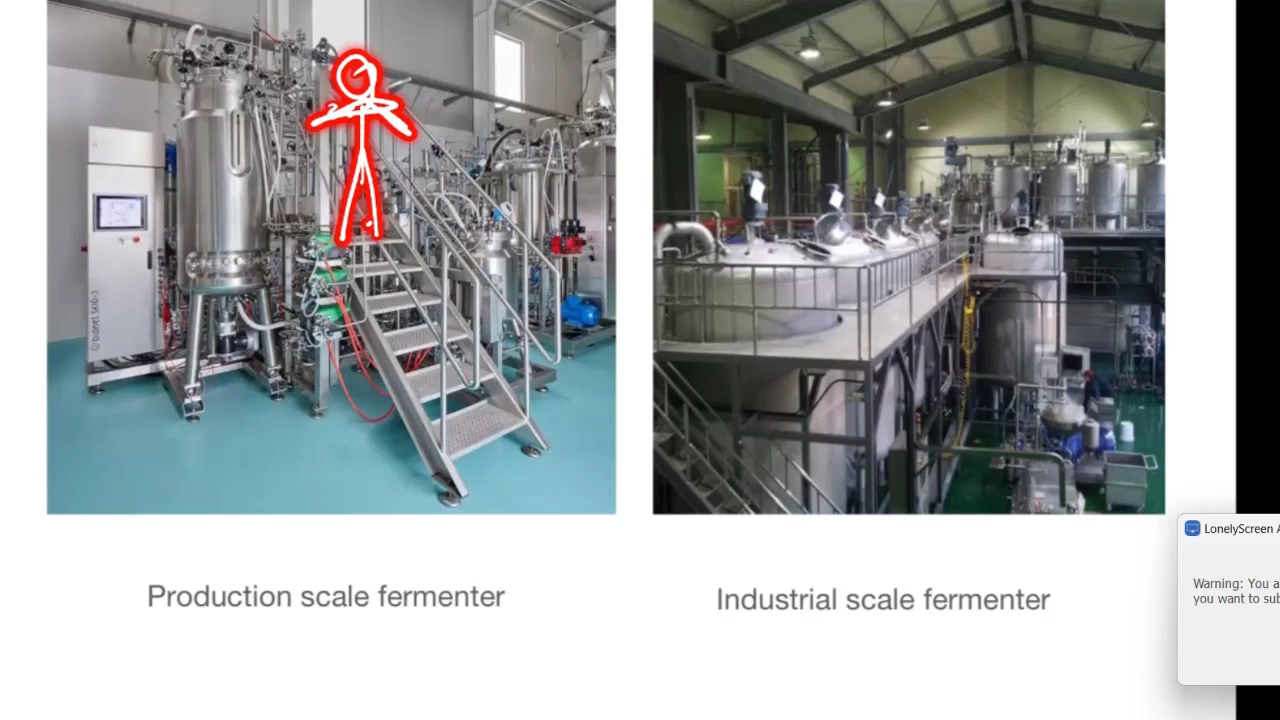 Production scale fermenter
Industrial scale fermenter
LonelyScreen A
Warning: You a
you want to sub